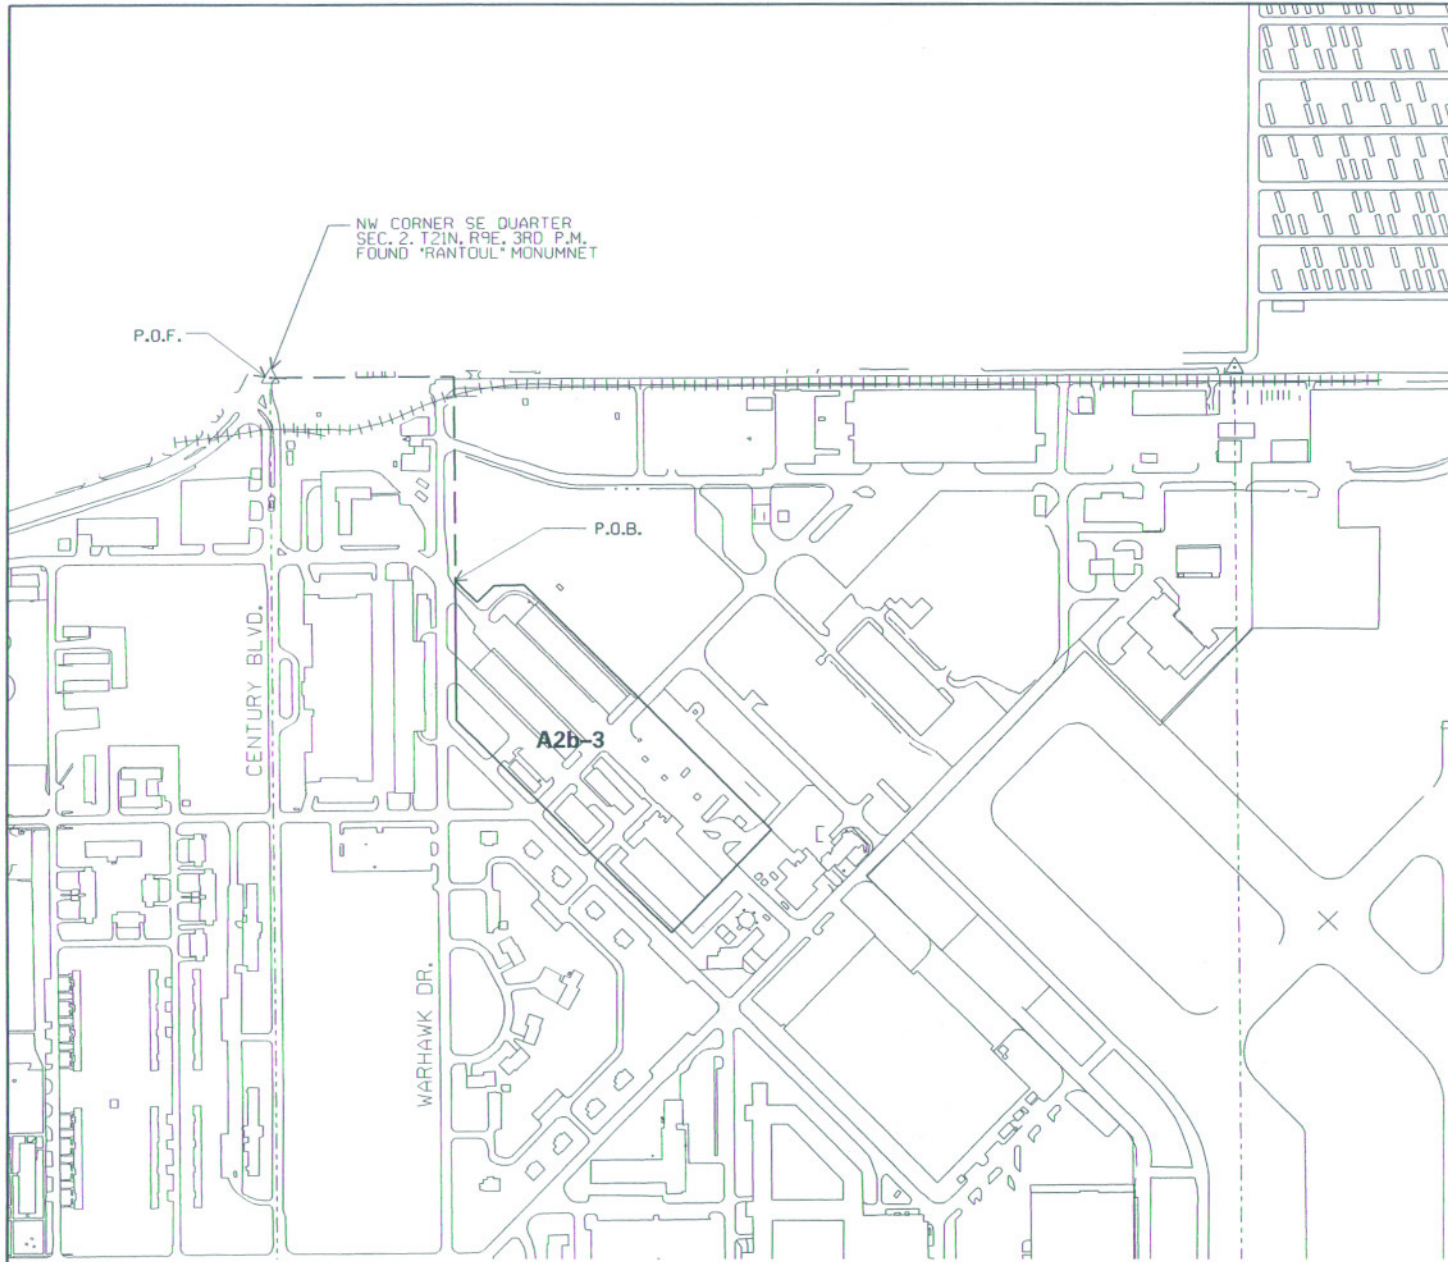 NW CORNER SE QUARTER
SEC. 2. T21N. R9E. 3RD P.M.
FOUND "RANTOUL" MONUMNET
P.O.F.
P.O.B.
CENTURY BLVD.
A2b-3
WARHAWK DR.